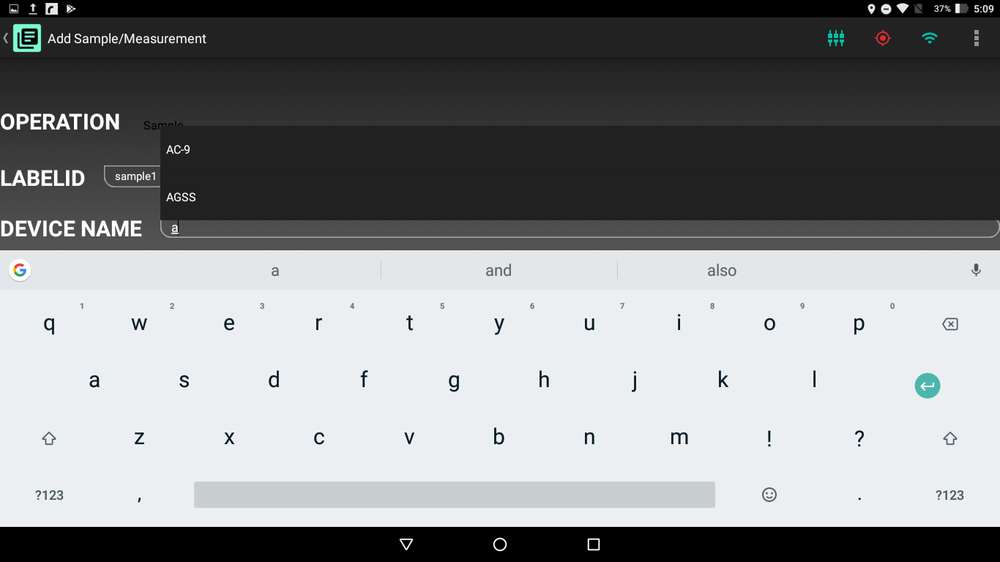 37% 5:09
Add Sample/Measurement
OPERATION Sample
AC-9
LABELID sample1
AGSS
DEVICE NAME a
a and also
1 2 3 4 5 6 7 8 9 0
q w e r t y u i o p
a s d f g h j k l
z x c v b n m ! ?
?123 , . ?123